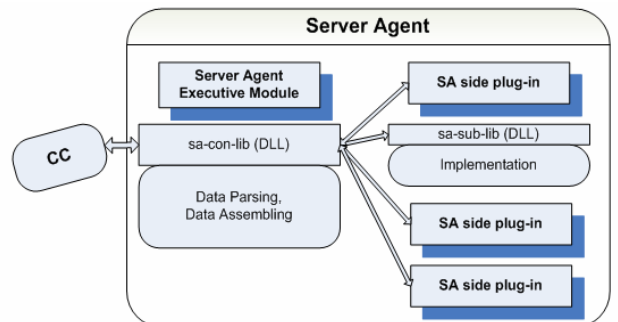 Server Agent
Server Agent
Executive Module
SA side plug-in
CC
sa-con-lib (DLL)
sa-sub-lib (DLL)
Implementation
Data Parsing,
Data Assembling
SA side plug-in
SA side plug-in